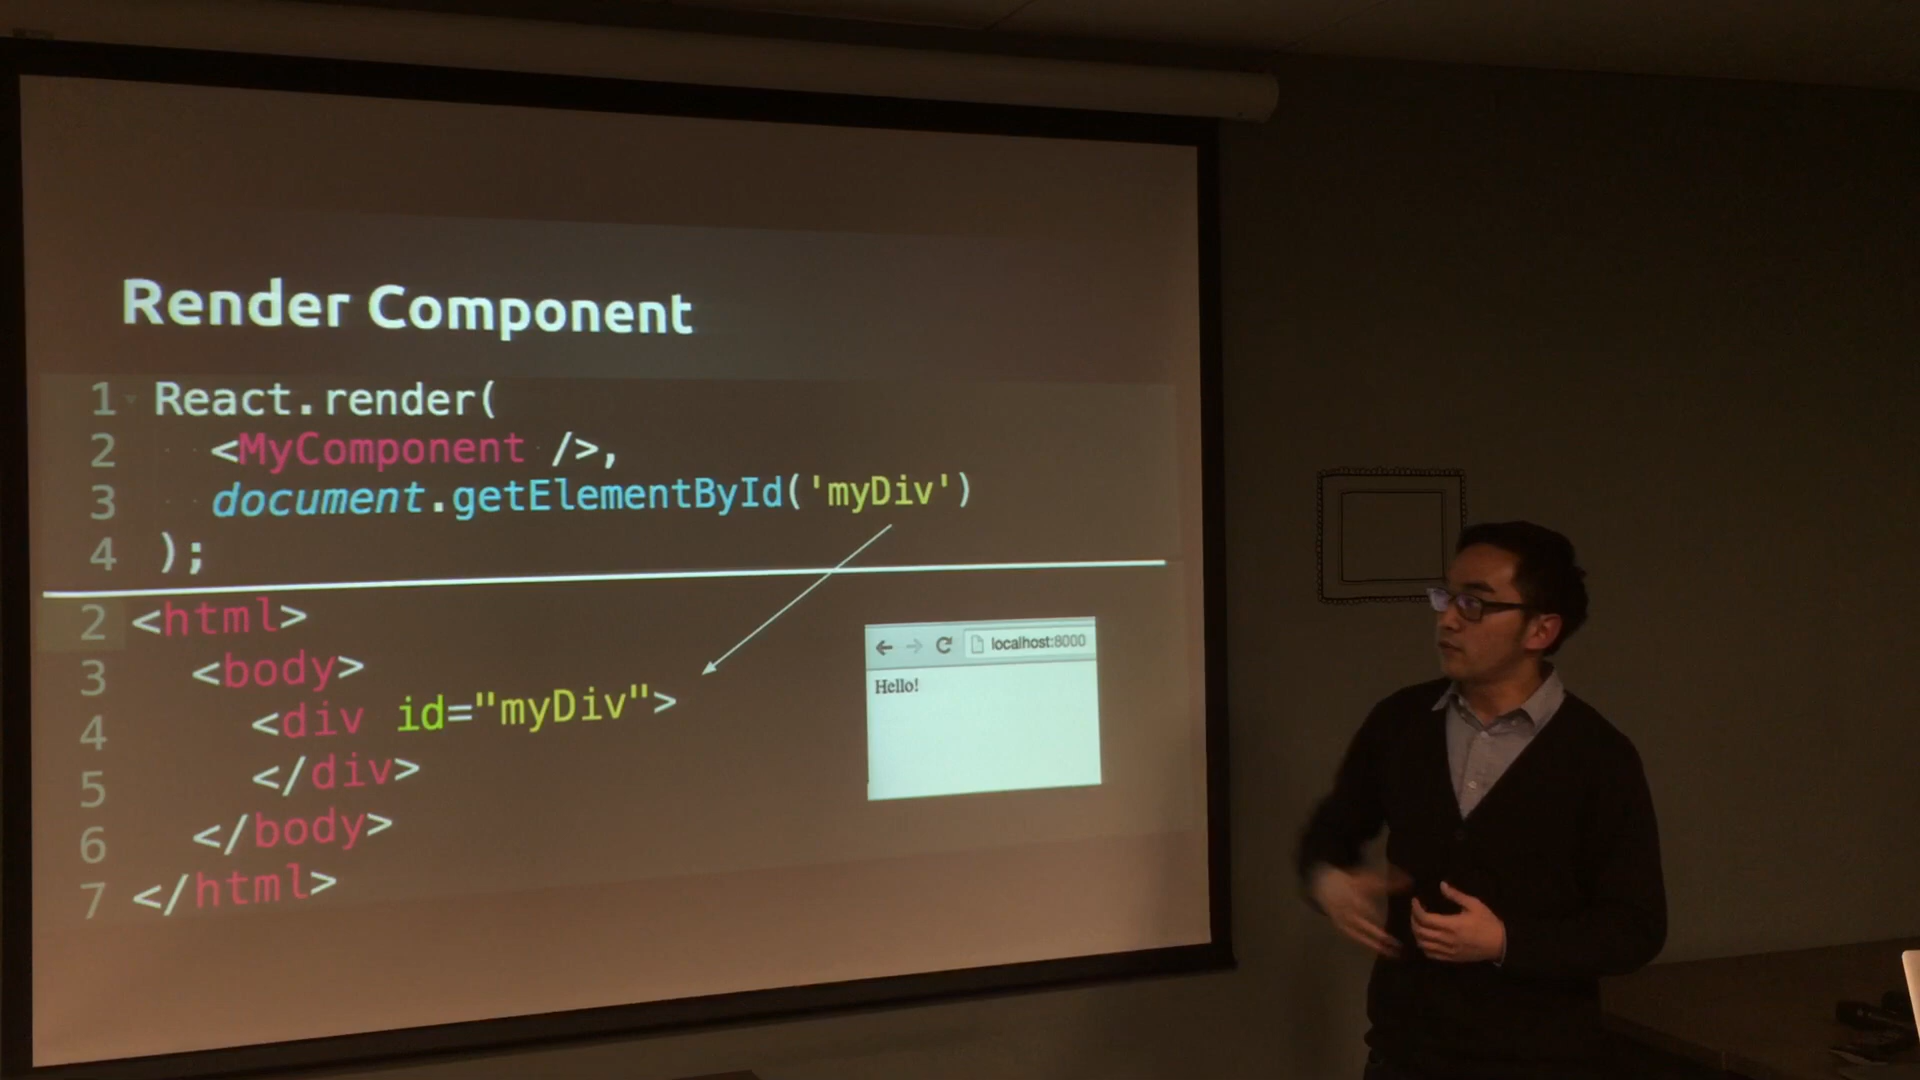 Render Component
1 React.render(
2 <MyComponent />,
3 document.getElementById('myDiv')
4 );
2 <html>
3 <body>
4 <div id="myDiv">
5 </div>
6 </body>
7 </html>
localhost:8000
Hello!